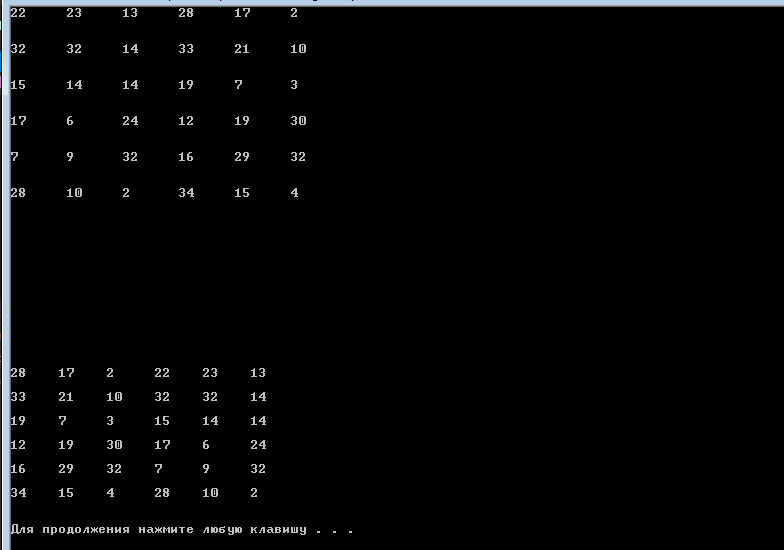 22 23 13 28 17 2
32 32 14 33 21 10
15 14 14 19 7 3
17 6 24 12 19 30
7 9 32 16 29 32
28 10 2 34 15 4
28 17 2 22 23 13
33 21 10 32 32 14
19 7 3 15 14 14
12 19 30 17 6 24
16 29 32 7 9 32
34 15 4 28 10 2
Для продолжения нажмите любую клавишу . . .